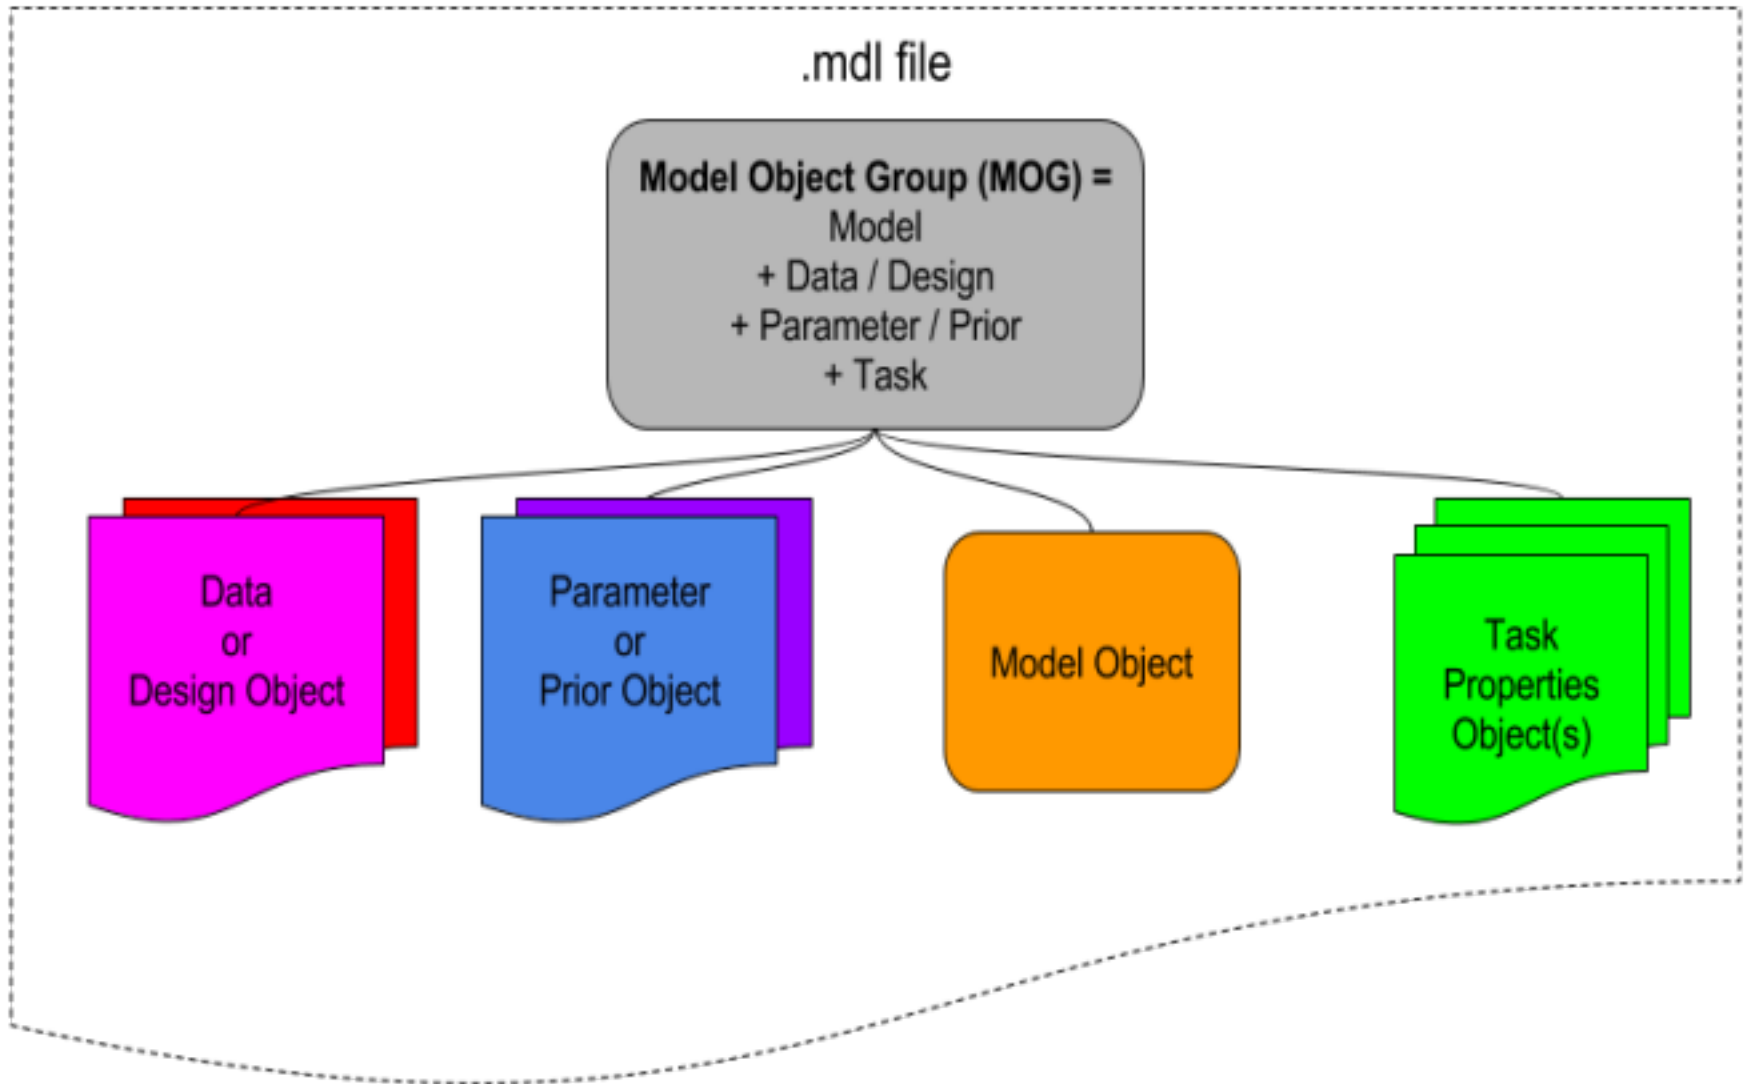 .mdl file
Model Object Group (MOG) =
Model
+ Data / Design
+ Parameter / Prior
+ Task
Data
or
Design Object
Parameter
or
Prior Object
Model Object
Task
Properties
Object(s)